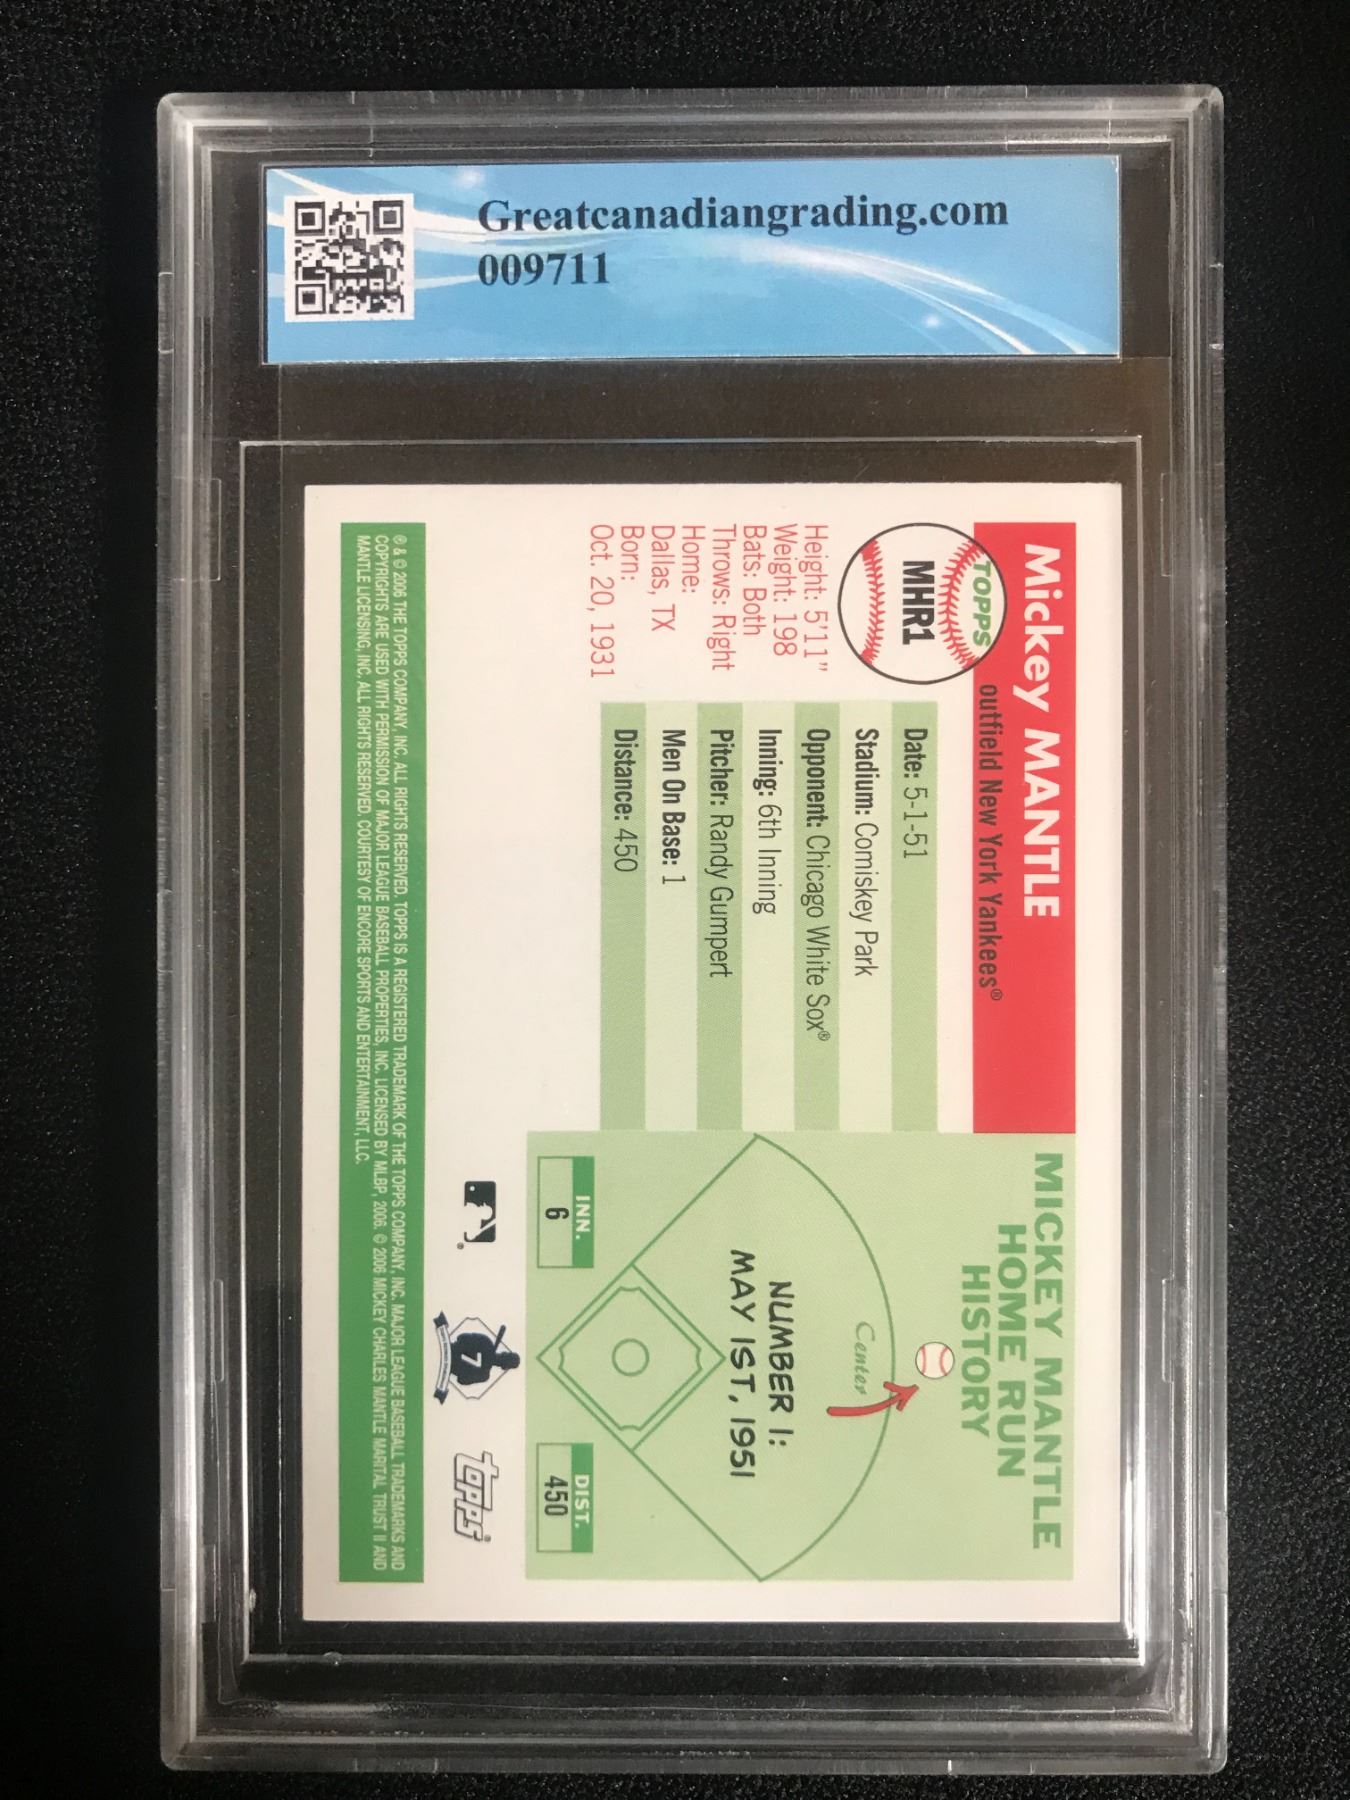 Greatcanadiangrading.com
009711
Mickey MANTLE
outfield New York Yankees®
TOPPS
MHR1
Height: 5'11"
Weight: 198
Bats: Both
Throws: Right
Home:
Dallas, TX
Born:
Oct. 20, 1931
Date: 5-1-51
Stadium: Comiskey Park
Opponent: Chicago White Sox®
Inning: 6th Inning
Pitcher: Randy Gumpert
Men On Base: 1
Distance: 450
MICKEY MANTLE
HOME RUN
HISTORY
Center
NUMBER 1:
MAY 1ST, 1951
INN.
6
DIST.
450
7
topps®
® & © 2006 THE TOPPS COMPANY, INC. ALL RIGHTS RESERVED. TOPPS IS A REGISTERED TRADEMARK OF THE TOPPS COMPANY, INC. MAJOR LEAGUE BASEBALL TRADEMARKS AND
COPYRIGHTS ARE USED WITH PERMISSION OF MAJOR LEAGUE BASEBALL PROPERTIES, INC. LICENSED BY MLBP, 2006. © 2006 MICKEY CHARLES MANTLE MARITAL TRUST II AND
MANTLE LICENSING, INC. ALL RIGHTS RESERVED. COURTESY OF ENCORE SPORTS AND ENTERTAINMENT, LLC.